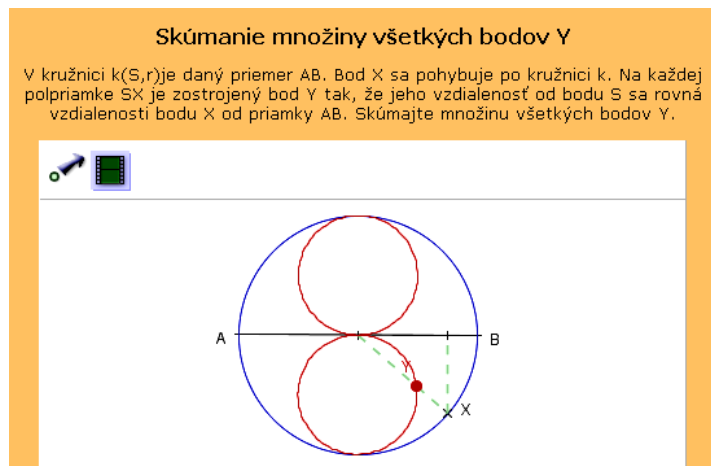 Skúmanie množiny všetkých bodov Y
V kružnici k(S,r)je daný priemer AB. Bod X sa pohybuje po kružnici k. Na každej
polpriamke SX je zostrojený bod Y tak, že jeho vzdialenosť od bodu S sa rovná
vzdialenosti bodu X od priamky AB. Skúmajte množinu všetkých bodov Y.
A
B
Y
X